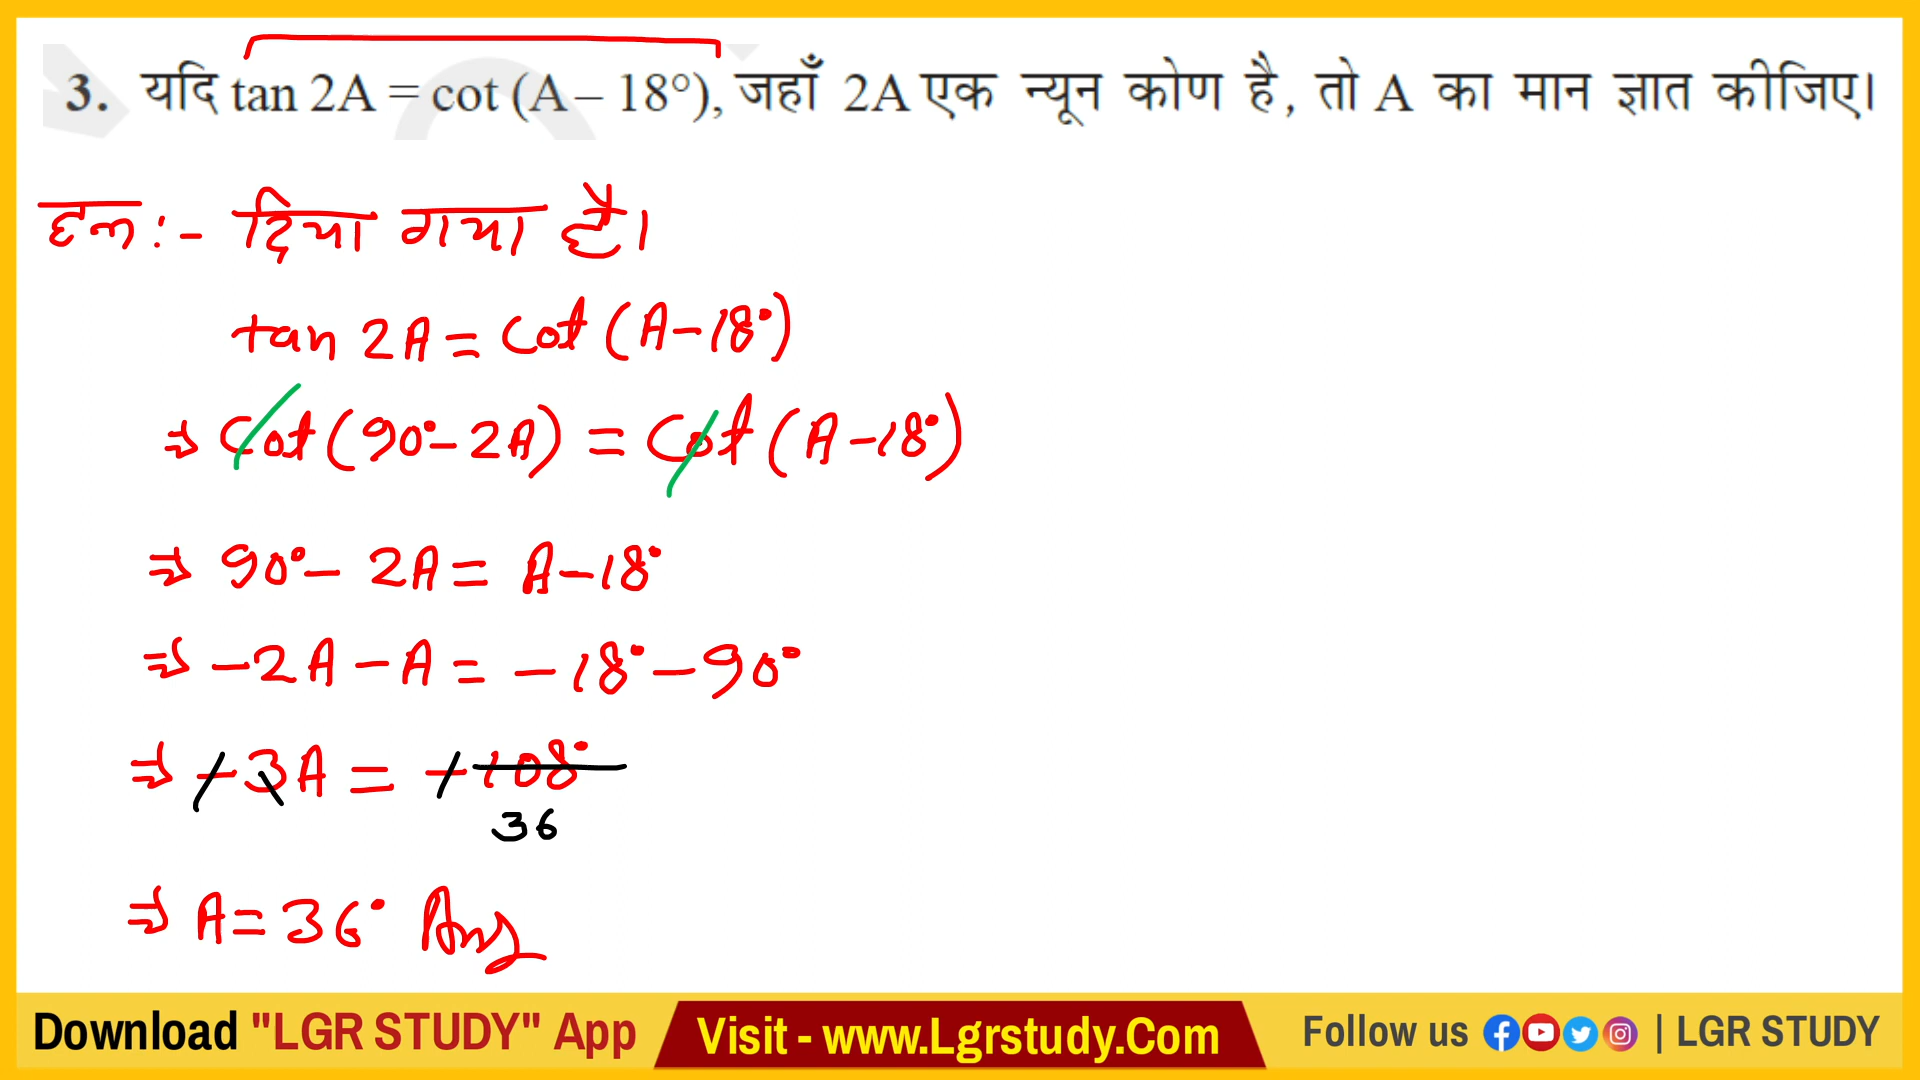 3. यदि tan 2A = cot (A – 18°), जहाँ 2A एक न्यून कोण है, तो A का मान ज्ञात कीजिए।
हल :- दिया गया है।
tan 2A = cot (A - 18°)
⇒ cot (90° - 2A) = cot (A - 18°)
⇒ 90° - 2A = A - 18°
⇒ - 2A - A = - 18° - 90°
⇒ - 3A = - 108°
36
⇒ A = 36° Ans
Download "LGR STUDY" App Visit - www.Lgrstudy.Com Follow us | LGR STUDY